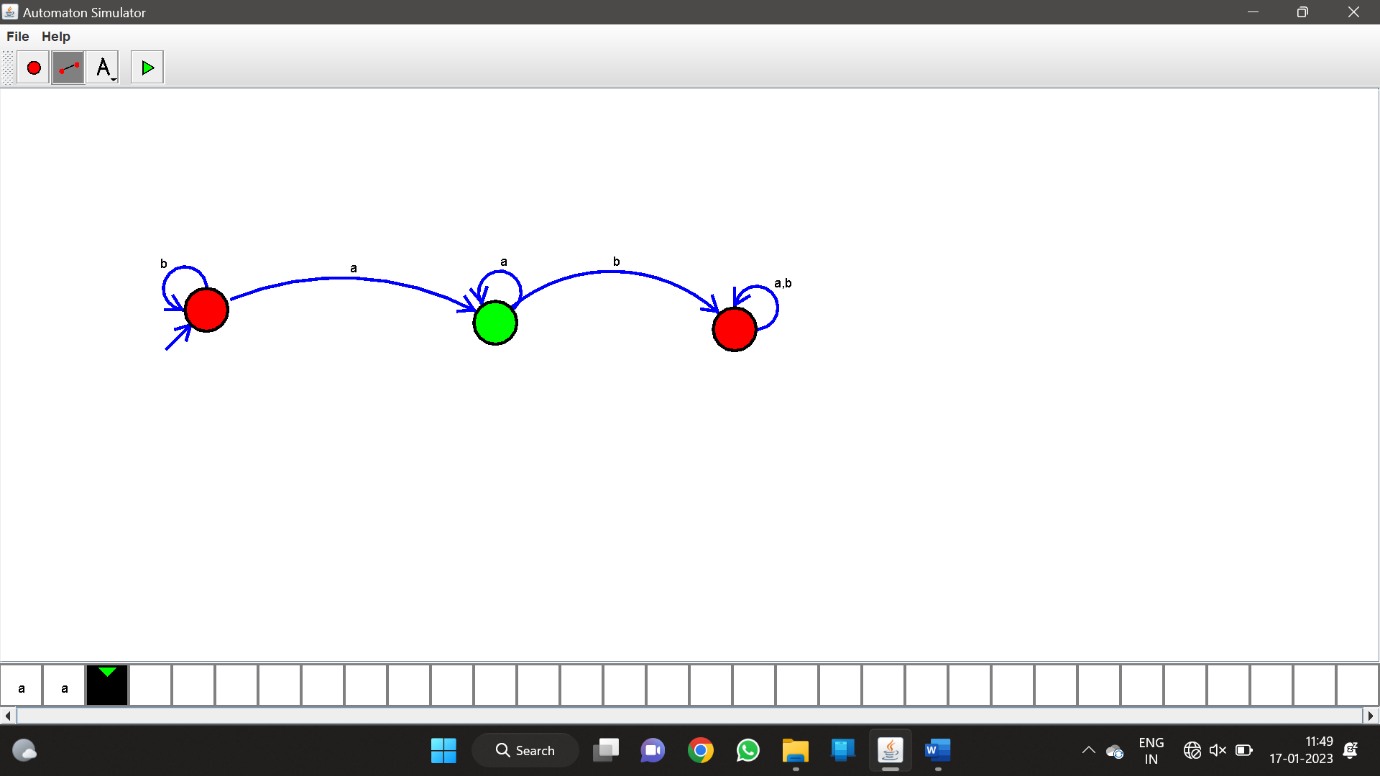 Automaton Simulator
File Help
A
b
a
a
b
a,b
a a
Search
ENG
IN
11:49
17-01-2023